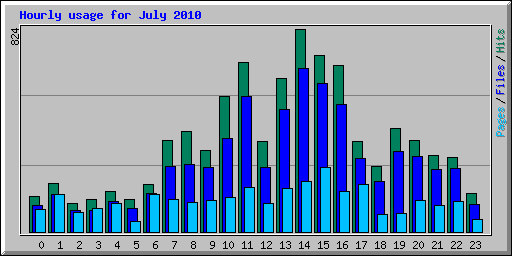 Hourly usage for July 2010
824
Pages / Files / Hits
0 1 2 3 4 5 6 7 8 9 10 11 12 13 14 15 16 17 18 19 20 21 22 23